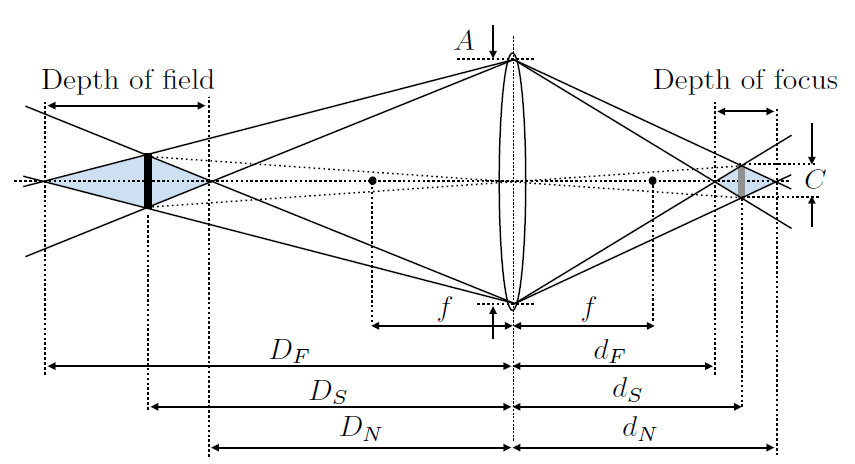 A
Depth of field
Depth of focus
C
f
f
D_F
d_F
D_S
d_S
D_N
d_N